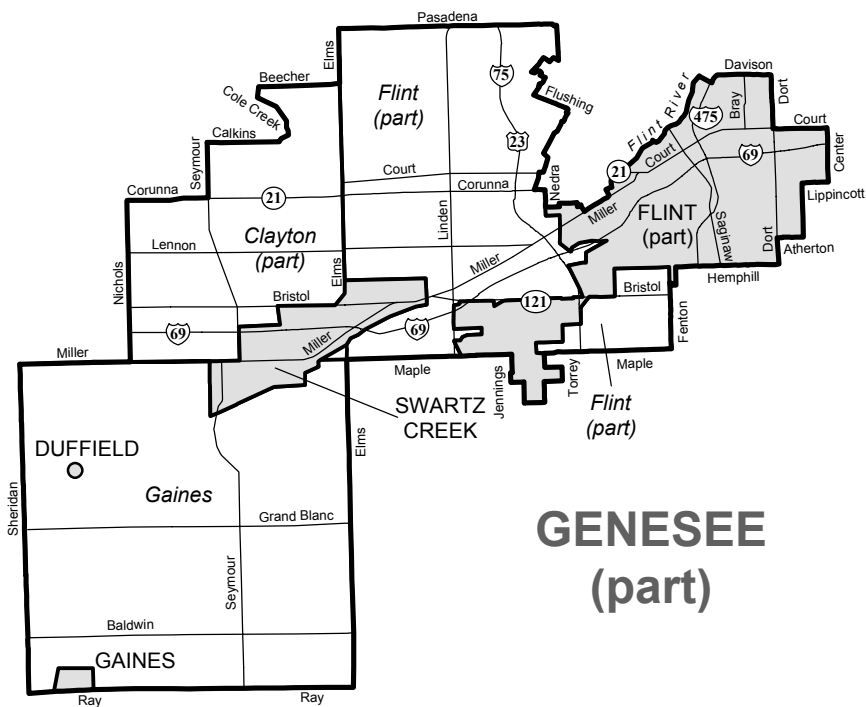 Pasadena
Elms
Beecher
Cole Creek
Flint
(part)
75
Flushing
Flint River
Davison
Bray
Dort
475
Calkins
23
21
Court
Court
69
Center
Seymour
Court
Nedra
Corunna
21
Corunna
Lippincott
Miller
FLINT
(part)
Linden
Clayton
(part)
Saginaw
Dort
Atherton
Lennon
Miller
Hemphill
Nichols
Elms
Bristol
121
Bristol
Fenton
69
Miller
69
Miller
Maple
Jennings
Torrey
Maple
SWARTZ
CREEK
Flint
(part)
DUFFIELD
Elms
Sheridan
Gaines
Grand Blanc
GENESEE
(part)
Seymour
Baldwin
GAINES
Ray
Ray